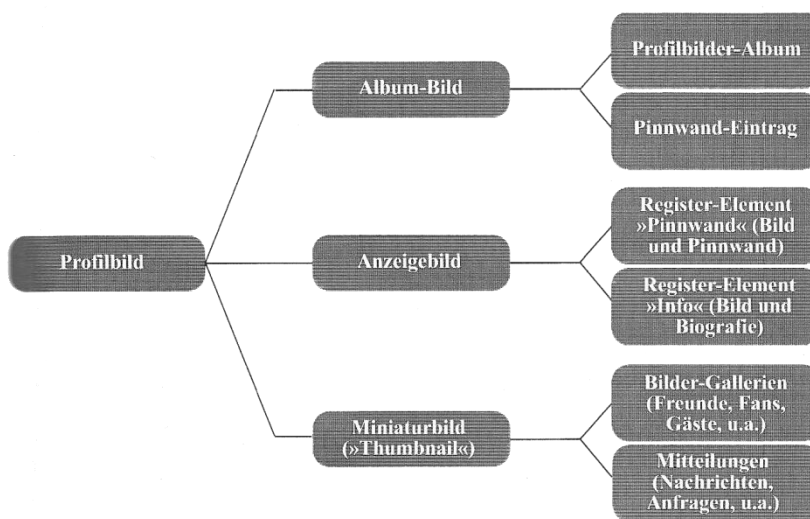 Profilbild
Album-Bild
Profilbilder-Album
Pinnwand-Eintrag
Anzeigebild
Register-Element
»Pinnwand« (Bild
und Pinnwand)
Register-Element
»Info« (Bild und
Biografie)
Miniaturbild
(»Thumbnail«)
Bilder-Gallerien
(Freunde, Fans,
Gäste, u.a.)
Mitteilungen
(Nachrichten,
Anfragen, u.a.)